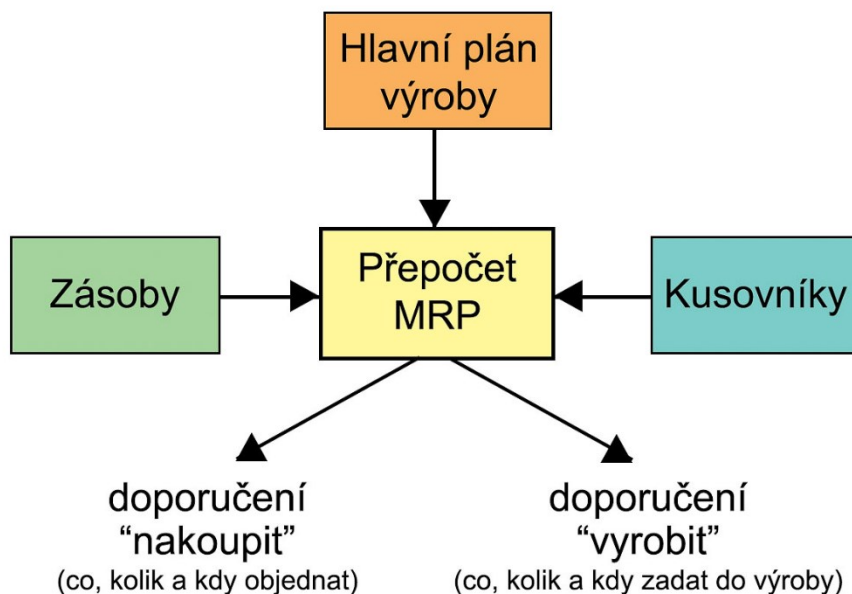 Hlavní plán
výroby
Zásoby
Přepočet
MRP
Kusovníky
doporučení
“nakoupit”
(co, kolik a kdy objednat)
doporučení
“vyrobit”
(co, kolik a kdy zadat do výroby)